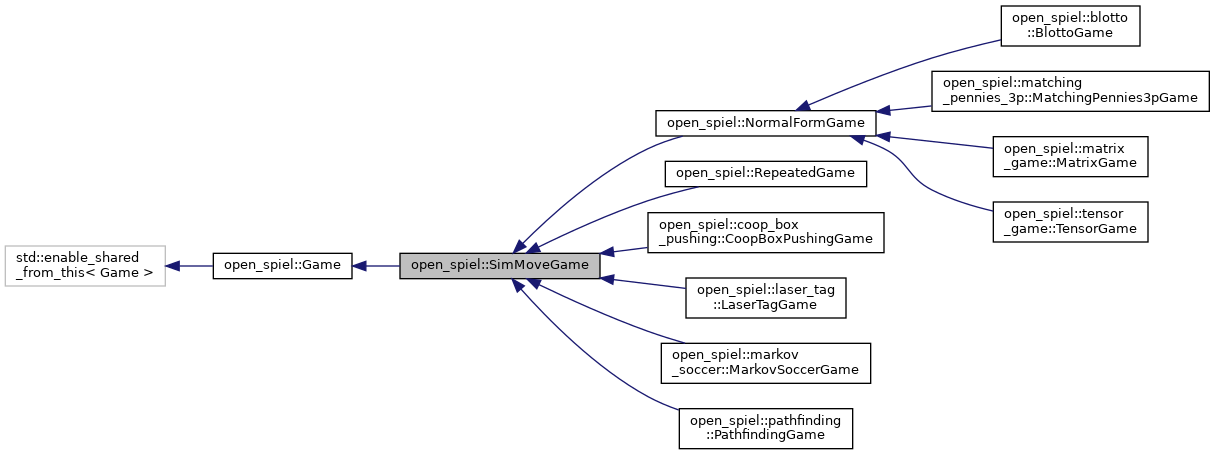 open_spiel::blotto
::BlottoGame
open_spiel::matching
_pennies_3p::MatchingPennies3pGame
open_spiel::NormalFormGame
open_spiel::matrix
_game::MatrixGame
open_spiel::RepeatedGame
open_spiel::tensor
_game::TensorGame
open_spiel::coop_box
_pushing::CoopBoxPushingGame
std::enable_shared
_from_this< Game >
open_spiel::Game
open_spiel::SimMoveGame
open_spiel::laser_tag
::LaserTagGame
open_spiel::markov
_soccer::MarkovSoccerGame
open_spiel::pathfinding
::PathfindingGame